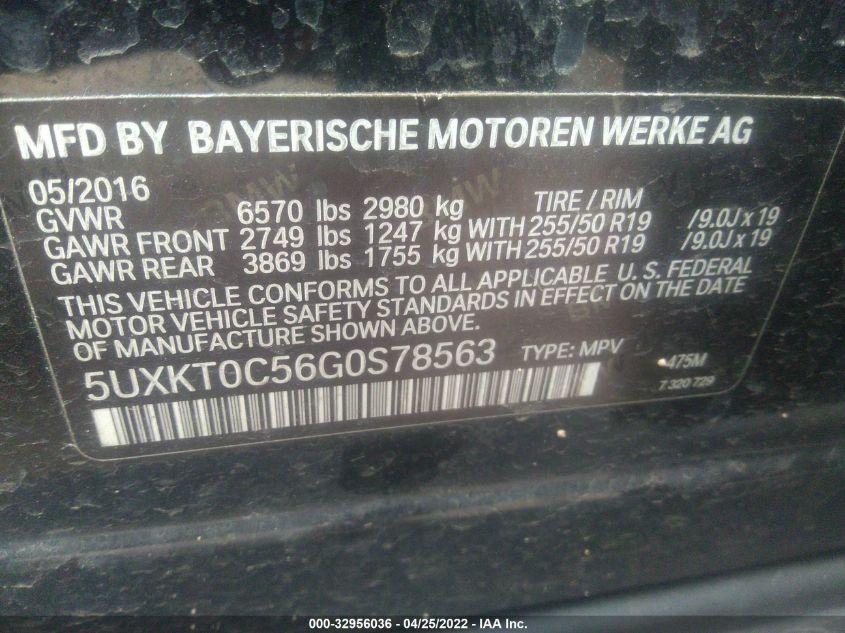 MFD BY BAYERISCHE MOTOREN WERKE AG
05/2016 TIRE / RIM
GVWR 6570 lbs 2980 kg
GAWR FRONT 2749 lbs 1247 kg WITH 255/50 R19 /9.0J x 19
GAWR REAR 3869 lbs 1755 kg WITH 255/50 R19 /9.0J x 19
THIS VEHICLE CONFORMS TO ALL APPLICABLE U. S. FEDERAL
MOTOR VEHICLE SAFETY STANDARDS IN EFFECT ON THE DATE
OF MANUFACTURE SHOWN ABOVE.
5UXKT0C56G0S78563 TYPE: MPV
475M
7 320 729
000-32956036 - 04/25/2022 - IAA Inc.